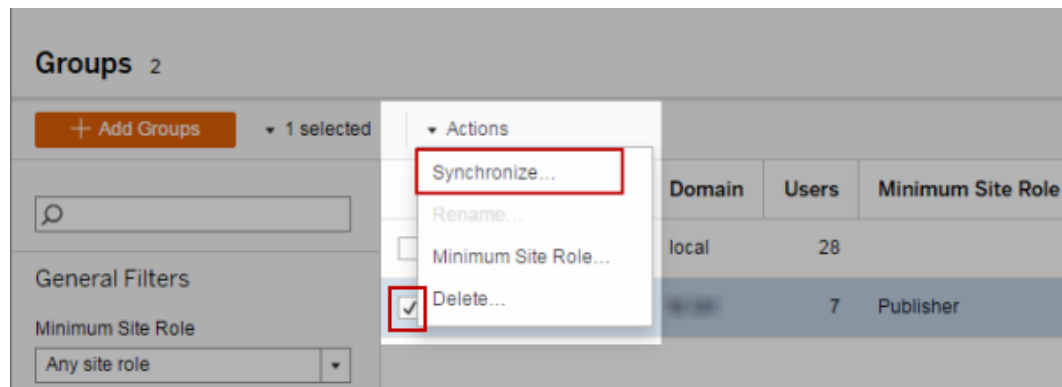 Groups 2
+ Add Groups
1 selected
Actions
Synchronize...
Rename...
Minimum Site Role...
Delete...
Domain Users Minimum Site Role
local 28
7 Publisher
General Filters
Minimum Site Role
Any site role